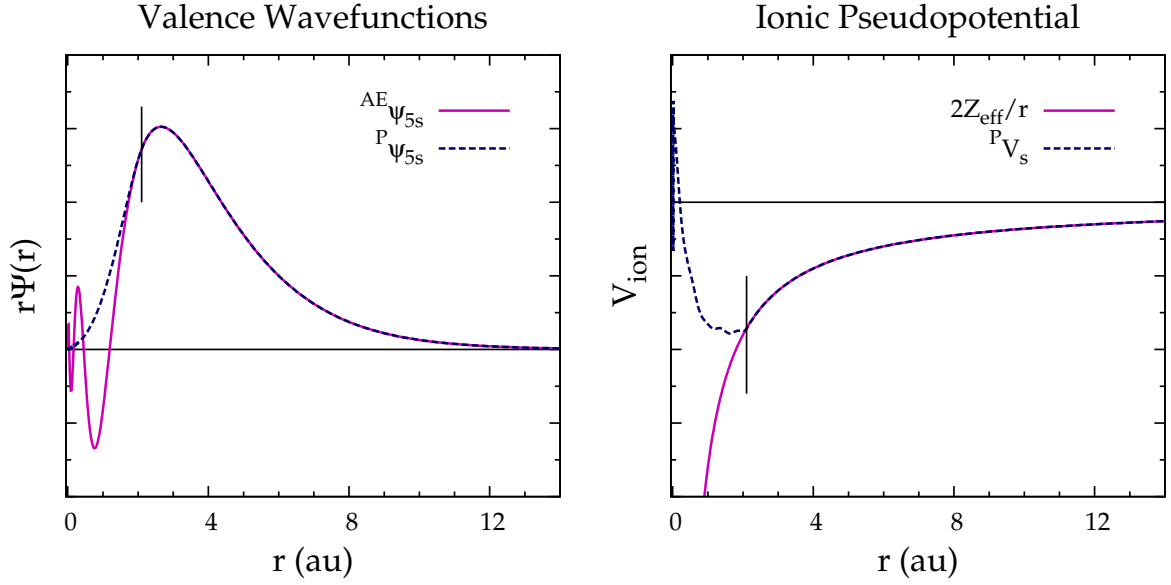 Valence Wavefunctions
rΨ(r)
AEψ5s
Pψ5s
0 4 8 12
r (au)
Ionic Pseudopotential
Vion
2Zeff/r
PVs
0 4 8 12
r (au)